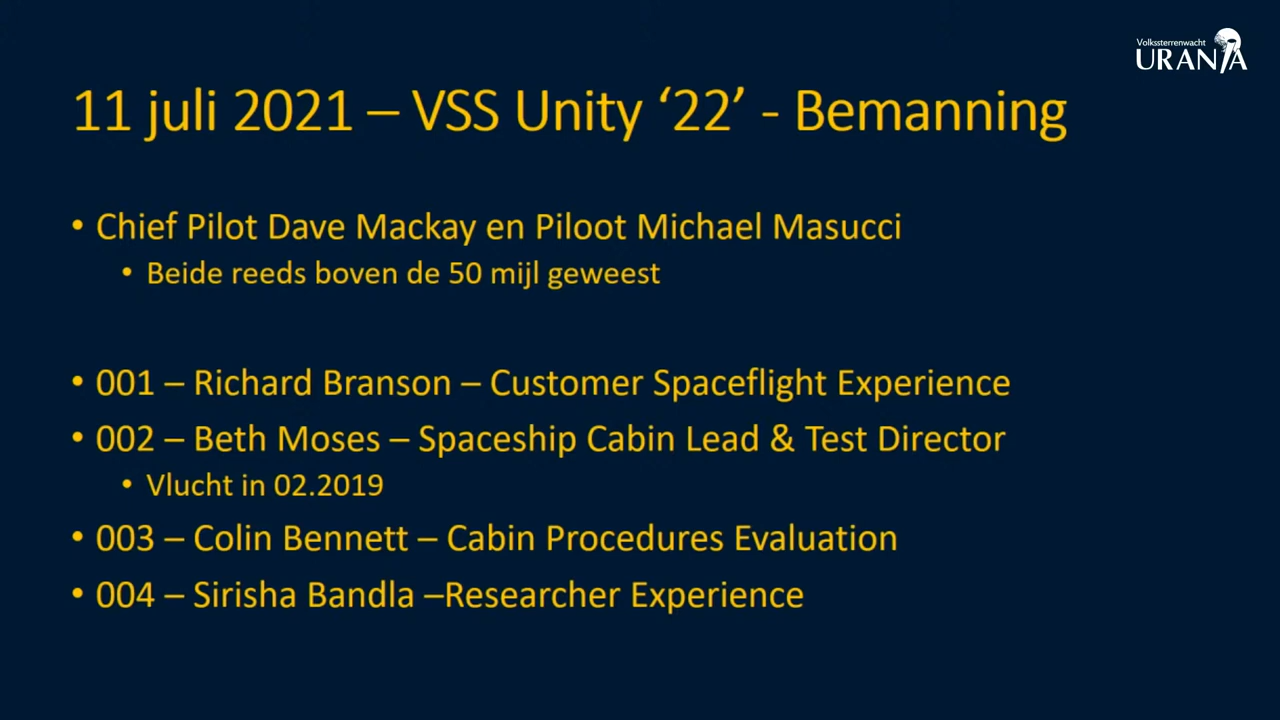 Volkssterrenwacht
URANIA
11 juli 2021 – VSS Unity ‘22’ - Bemanning
• Chief Pilot Dave Mackay en Piloot Michael Masucci
• Beide reeds boven de 50 mijl geweest
• 001 – Richard Branson – Customer Spaceflight Experience
• 002 – Beth Moses – Spaceship Cabin Lead & Test Director
• Vlucht in 02.2019
• 003 – Colin Bennett – Cabin Procedures Evaluation
• 004 – Sirisha Bandla –Researcher Experience